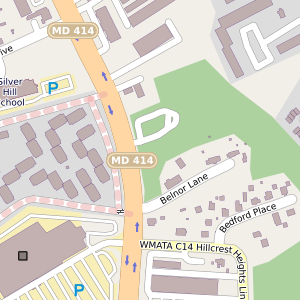 MD 414
ive
Silver
Hill
School
P
MD 414
Belnor Lane
Bedford Place
WMATA C14 Hillcrest Heights Lin
P